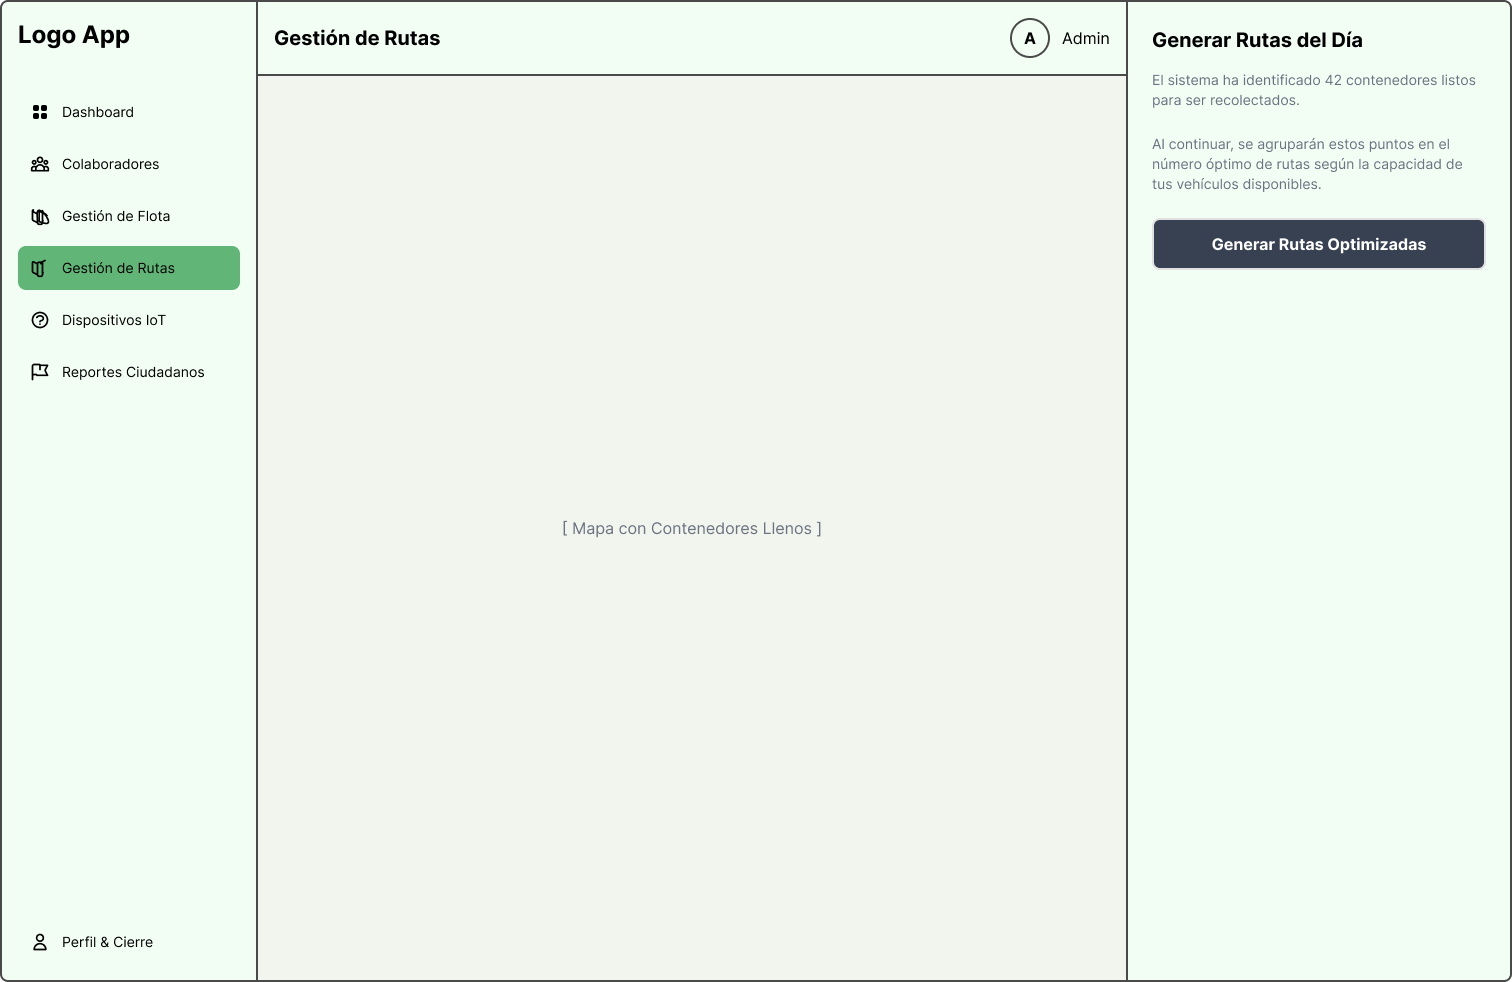 Logo App
Dashboard
Colaboradores
Gestión de Flota
Gestión de Rutas
Dispositivos IoT
Reportes Ciudadanos
Perfil & Cierre
Gestión de Rutas
A
Admin
[ Mapa con Contenedores Llenos ]
Generar Rutas del Día
El sistema ha identificado 42 contenedores listos
para ser recolectados.
Al continuar, se agruparán estos puntos en el
número óptimo de rutas según la capacidad de
tus vehículos disponibles.
Generar Rutas Optimizadas